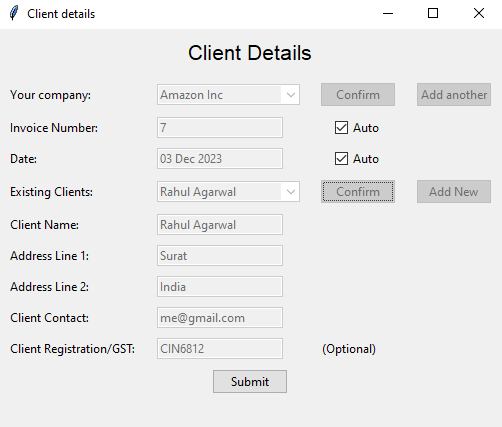 Client details
Client Details
Your company: Amazon Inc Confirm Add another
Invoice Number: 7 Auto
Date: 03 Dec 2023 Auto
Existing Clients: Rahul Agarwal Confirm Add New
Client Name: Rahul Agarwal
Address Line 1: Surat
Address Line 2: India
Client Contact: me@gmail.com
Client Registration/GST: CIN6812 (Optional)
Submit